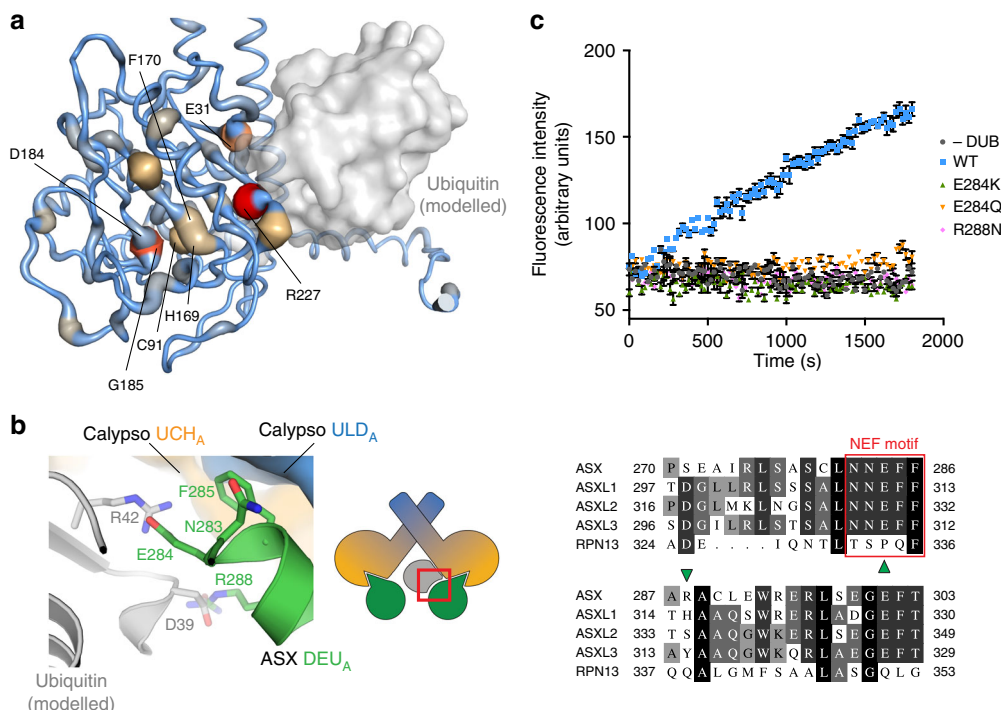 a
F170
E31
D184
Ubiquitin
(modelled)
R227
H169
C91
G185
c
200
150
100
50
0
500
1000
1500
2000
Fluorescence intensity
(arbitrary units)
Time (s)
– DUB
WT
E284K
E284Q
R288N
b
Calypso UCHA
Calypso ULDA
F285
R42
N283
E284
R288
D39
ASX DEUA
Ubiquitin
(modelled)
NEF motif
ASX 270 P S E A I R L S A S C L N N E F F 286
ASXL1 297 T D G L L R L S S S A L N N E F F 313
ASXL2 316 P D G L M K L N G S A L N N E F F 332
ASXL3 296 S D G I L R L S T S A L N N E F F 312
RPN13 324 A D E . . . . I Q N T L T S P Q F 336
ASX 287 A R A C L E W R E R L S E G E F T 303
ASXL1 314 T H A A Q S W R E R L A D G E F T 330
ASXL2 333 T S A A Q G W K E R L S E G E F T 349
ASXL3 313 A Y A A Q G W K Q R L A E G E F T 329
RPN13 337 Q Q A L G M F S A A L A S G Q L G 353